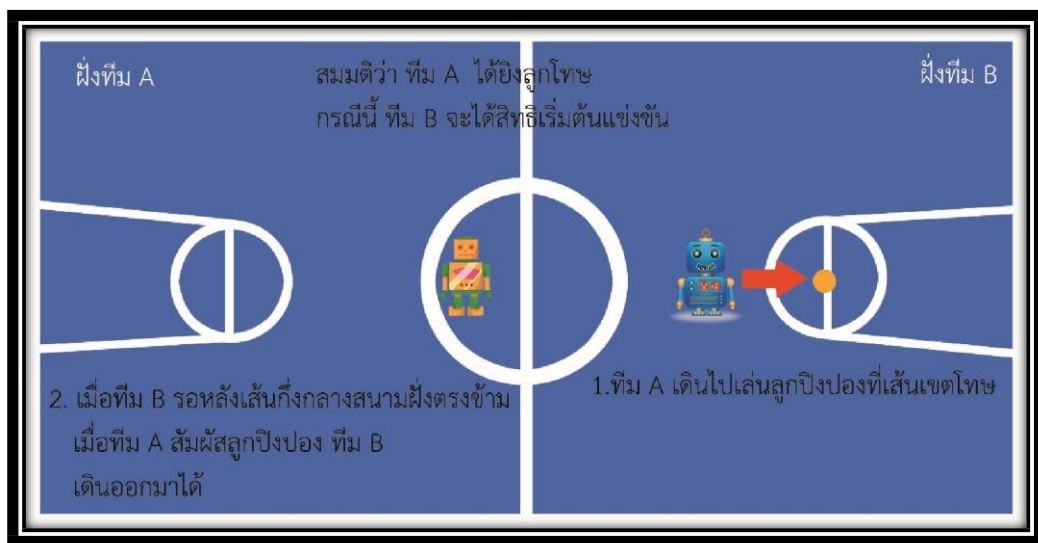 ฝั่งทีม A
สมมติว่า ทีม A ได้ยิงลูกโทษ
ฝั่งทีม B
กรณีนี้ ทีม B จะได้สิทธิเริ่มต้นแข่งขัน
1.ทีม A เดินไปเล่นลูกปิงปองที่เส้นเขตโทษ
2. เมื่อทีม B รอหลังเส้นกึ่งกลางสนามฝั่งตรงข้าม
เมื่อทีม A สัมผัสลูกปิงปอง ทีม B
เดินออกมาได้